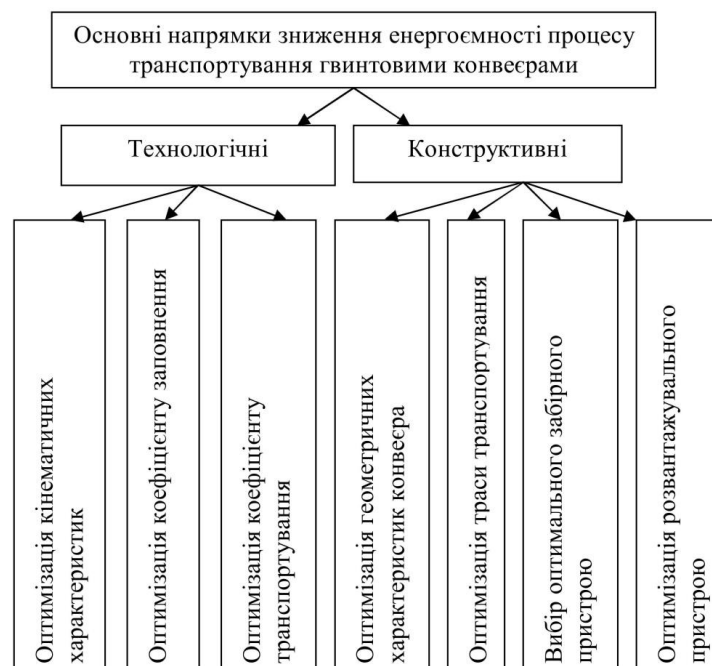 Основні напрямки зниження енергоємності процесу
транспортування гвинтовими конвеєрами
Технологічні
Конструктивні
Оптимізація кінематичних
характеристик
Оптимізація коефіцієнту заповнення
Оптимізація коефіцієнту
транспортування
Оптимізація геометричних
характеристик конвеєра
Оптимізація траси транспортування
Вибір оптимального забірного
пристрою
Оптимізація розвантажувального
пристрою